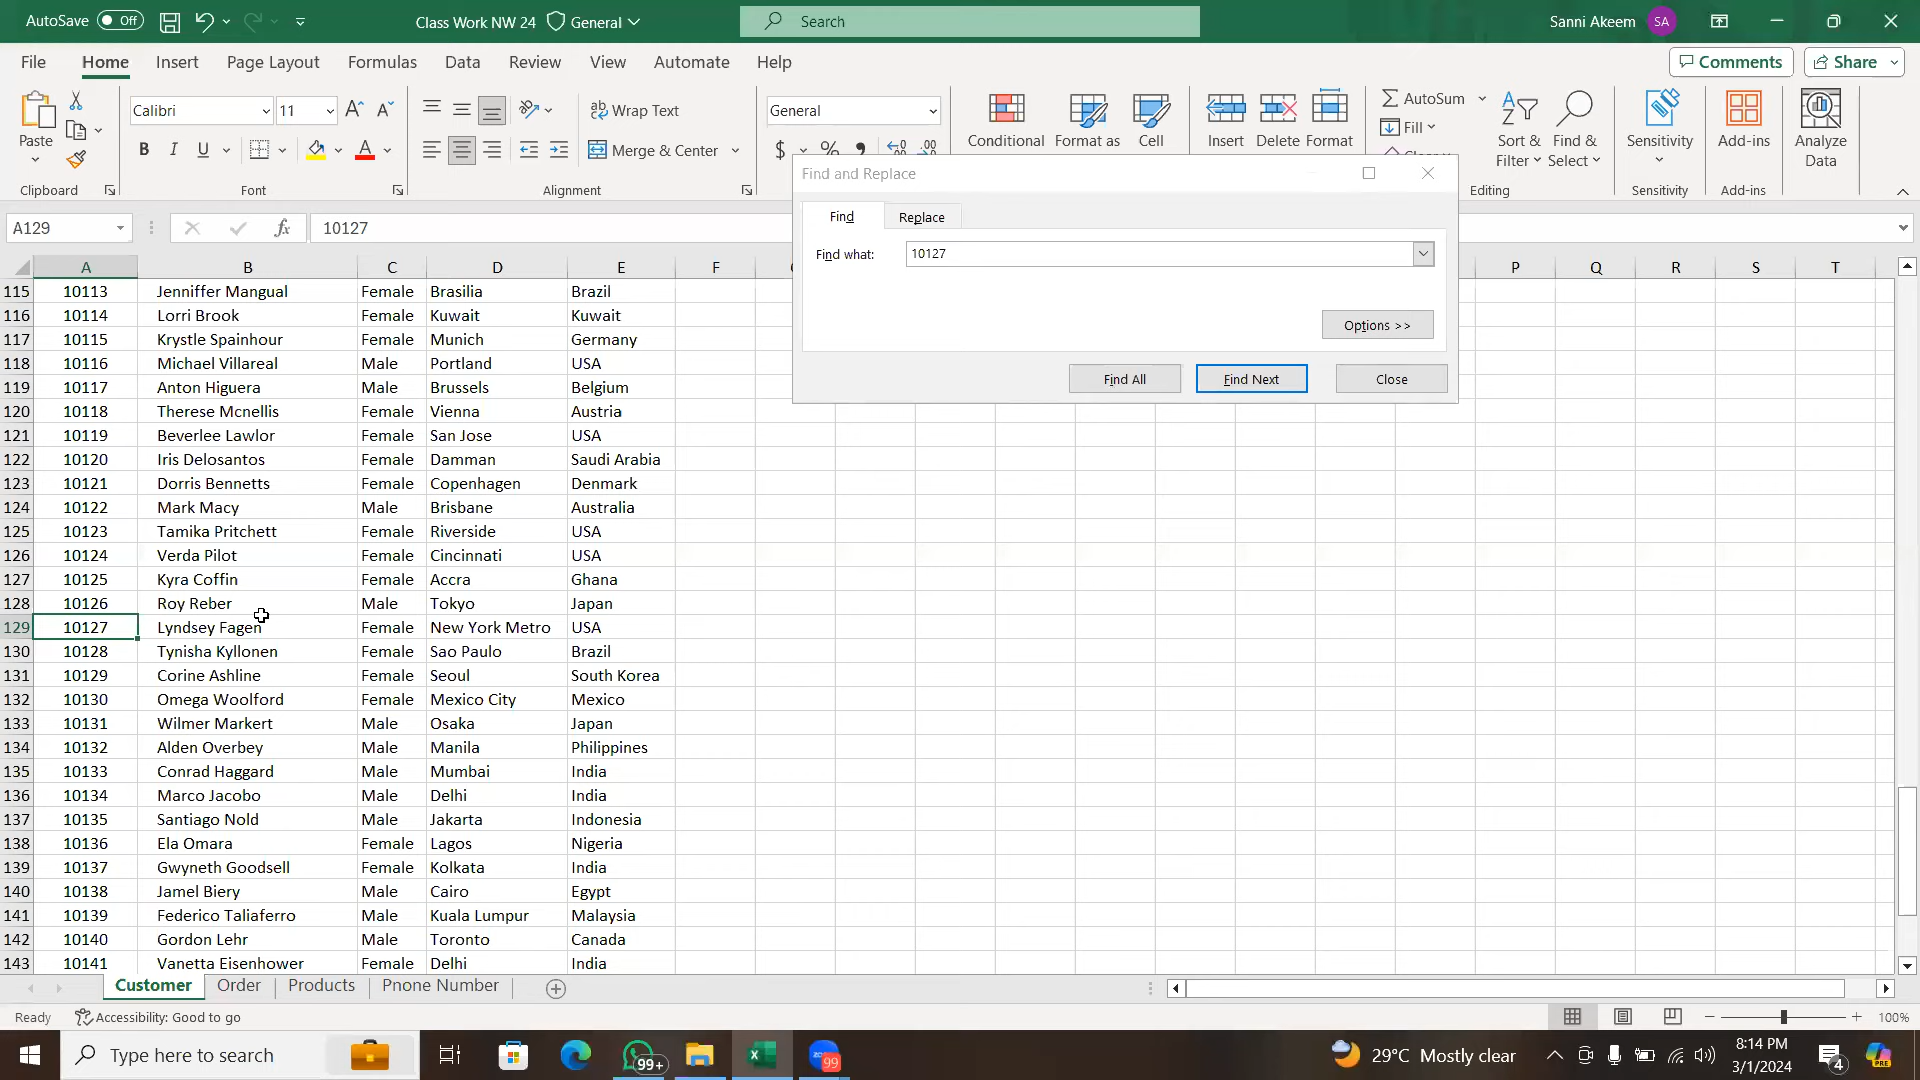 AutoSave Off Class Work NW 24 General Search Sanni Akeem SA
File Home Insert Page Layout Formulas Data Review View Automate Help Comments Share
Paste Calibri 11 Wrap Text General Conditional Format as Cell Insert Delete Format AutoSum Fill Sort & Filter Find & Select Sensitivity Add-ins Analyze Data
B I U Merge & Center $ %
Clipboard Font Alignment Editing Sensitivity Add-ins
A129 fx 10127
Find and Replace
Find Replace
Find what: 10127
Options >>
Find All Find Next Close
A B C D E F P Q R S T
115 10113 Jenniffer Mangual Female Brasilia Brazil
116 10114 Lorri Brook Female Kuwait Kuwait
117 10115 Krystle Spainhour Female Munich Germany
118 10116 Michael Villareal Male Portland USA
119 10117 Anton Higuera Male Brussels Belgium
120 10118 Therese Mcnellis Female Vienna Austria
121 10119 Beverlee Lawlor Female San Jose USA
122 10120 Iris Delosantos Female Damman Saudi Arabia
123 10121 Dorris Bennetts Female Copenhagen Denmark
124 10122 Mark Macy Male Brisbane Australia
125 10123 Tamika Pritchett Female Riverside USA
126 10124 Verda Pilot Female Cincinnati USA
127 10125 Kyra Coffin Female Accra Ghana
128 10126 Roy Reber Male Tokyo Japan
129 10127 Lyndsey Fagen Female New York Metro USA
130 10128 Tynisha Kyllonen Female Sao Paulo Brazil
131 10129 Corine Ashline Female Seoul South Korea
132 10130 Omega Woolford Female Mexico City Mexico
133 10131 Wilmer Markert Male Osaka Japan
134 10132 Alden Overbey Male Manila Philippines
135 10133 Conrad Haggard Male Mumbai India
136 10134 Marco Jacobo Male Delhi India
137 10135 Santiago Nold Male Jakarta Indonesia
138 10136 Ela Omara Female Lagos Nigeria
139 10137 Gwyneth Goodsell Female Kolkata India
140 10138 Jamel Biery Male Cairo Egypt
141 10139 Federico Taliaferro Male Kuala Lumpur Malaysia
142 10140 Gordon Lehr Male Toronto Canada
143 10141 Vanetta Eisenhower Female Delhi India
Customer Order Products Pnone Number
Ready Accessibility: Good to go 100%
Type here to search 99+ 99 29°C Mostly clear 8:14 PM 4
3/1/2024